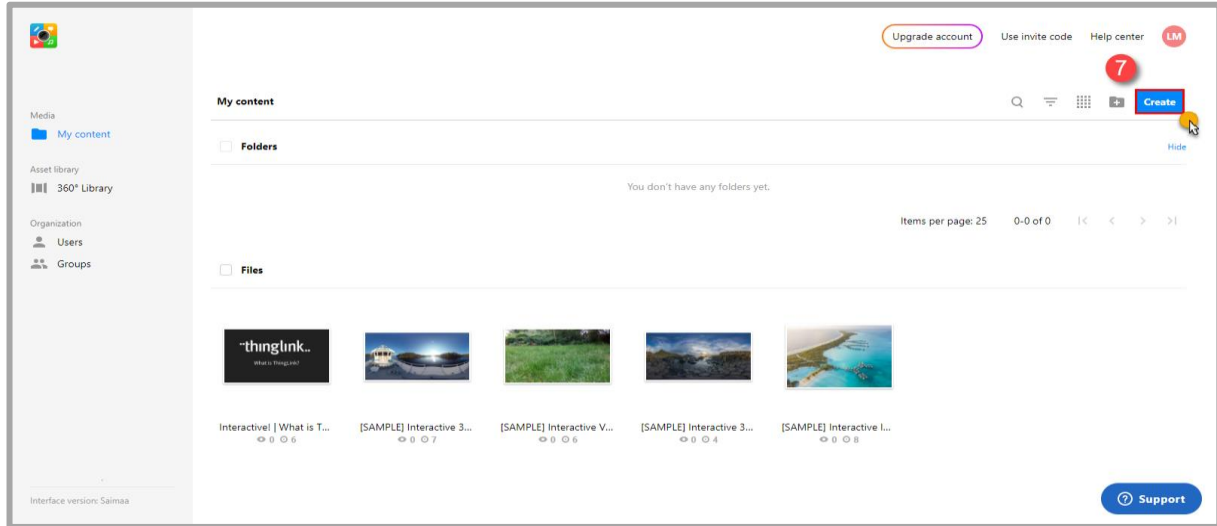 Upgrade account Use invite code Help center LM
7
My content Create
Media
My content
Folders Hide
Asset library
360° Library
You don't have any folders yet.
Organization
Items per page: 25 0-0 of 0
Users
Groups
Files
··thınglınk..
What is ThingLink?
Interactive! | What is T... [SAMPLE] Interactive 3... [SAMPLE] Interactive V... [SAMPLE] Interactive 3... [SAMPLE] Interactive I...
0 6 0 7 0 6 0 4 0 8
Interface version: Saimaa
Support